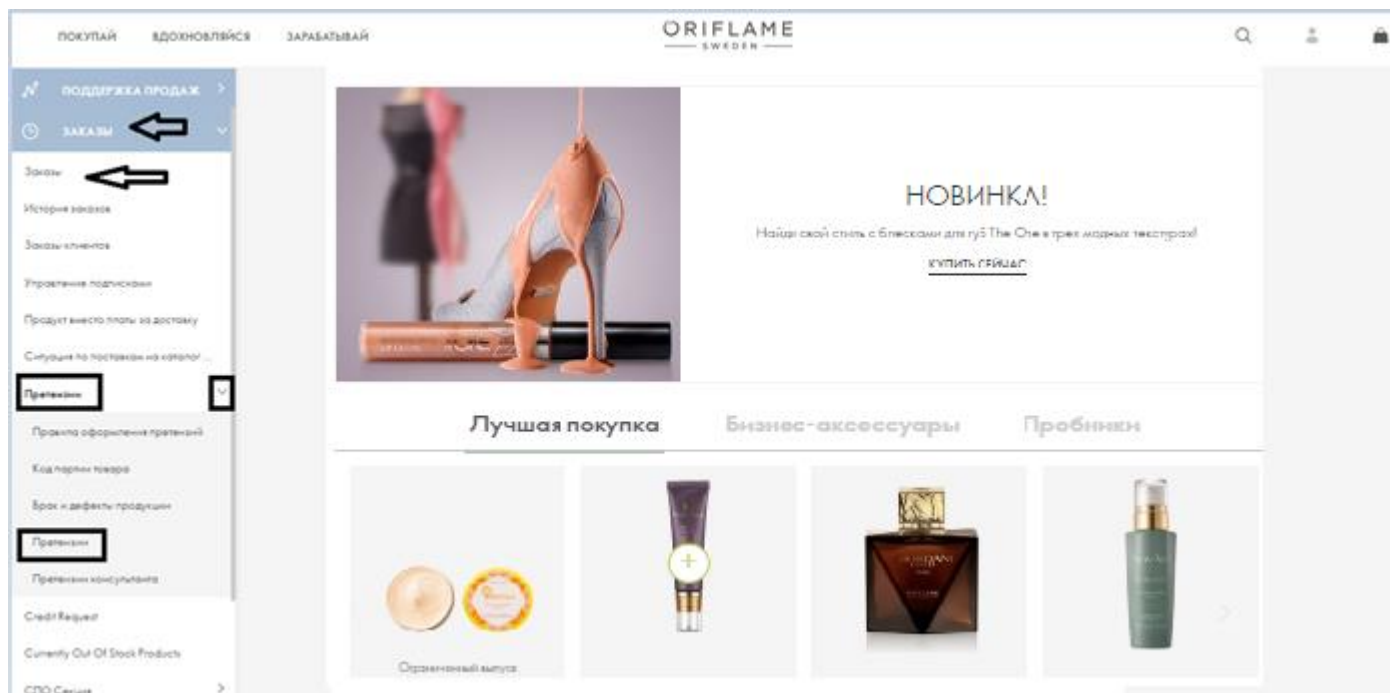 ПОКУПАЙ ВДОХНОВЛЯЙСЯ ЗАРАБАТЫВАЙ
ORIFLAME
SWEDEN
ПОДДЕРЖКА ПРОДАЖ
ЗАКАЗЫ
Заказы
История заказов
Заказы клиентов
Управление подписками
Продукт вместо платы за доставку
Ситуация по поставкам на каталог ...
Претензии
Правила оформления претензий
Код партии товара
Брак и дефекты продукции
Претензии
Претензии консультанта
Credit Request
Currently Out Of Stock Products
СПО Секция
НОВИНКА!
Найди свой стиль с блесками для губ The One в трех модных текстурах!
КУПИТЬ СЕЙЧАС
Лучшая покупка Бизнес-аксессуары Пробники
GIORDANI
Ограниченный выпуск